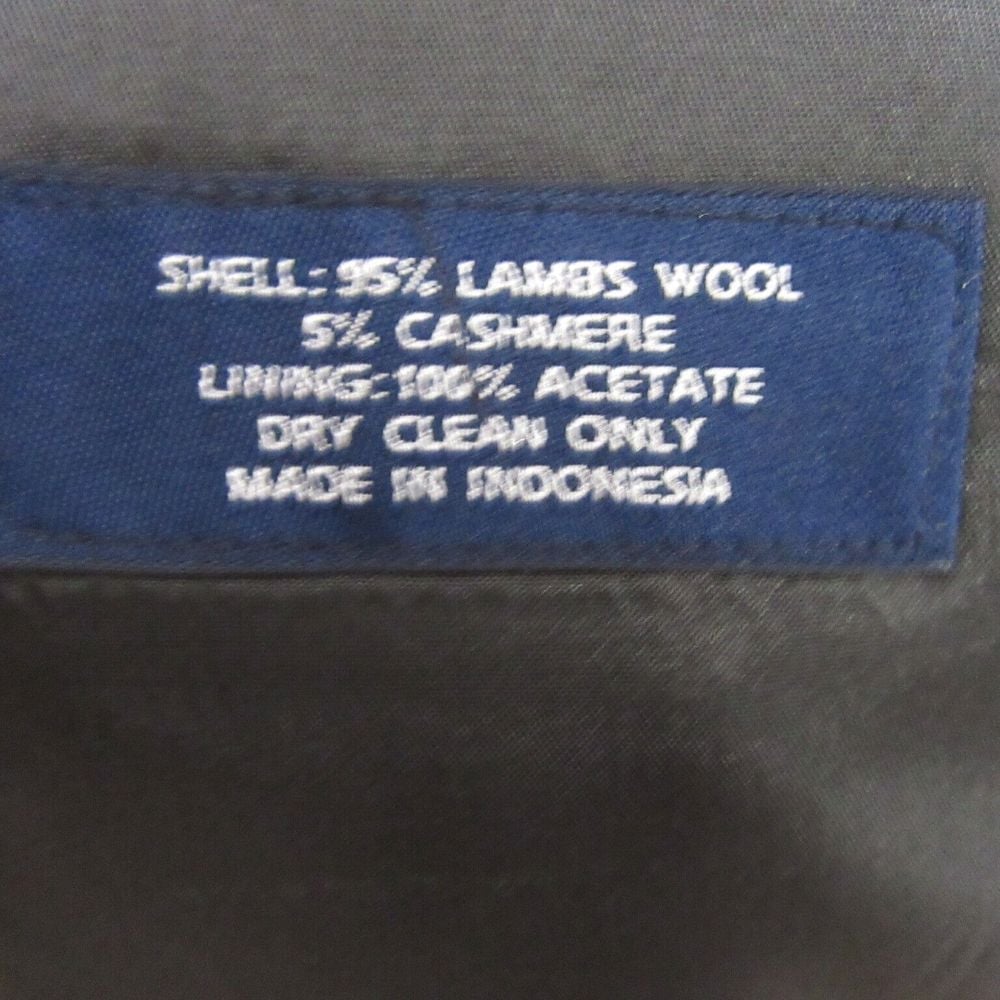 SHELL: 95% LAMBS WOOL
5% CASHMERE
LINING: 100% ACETATE
DRY CLEAN ONLY
MADE IN INDONESIA